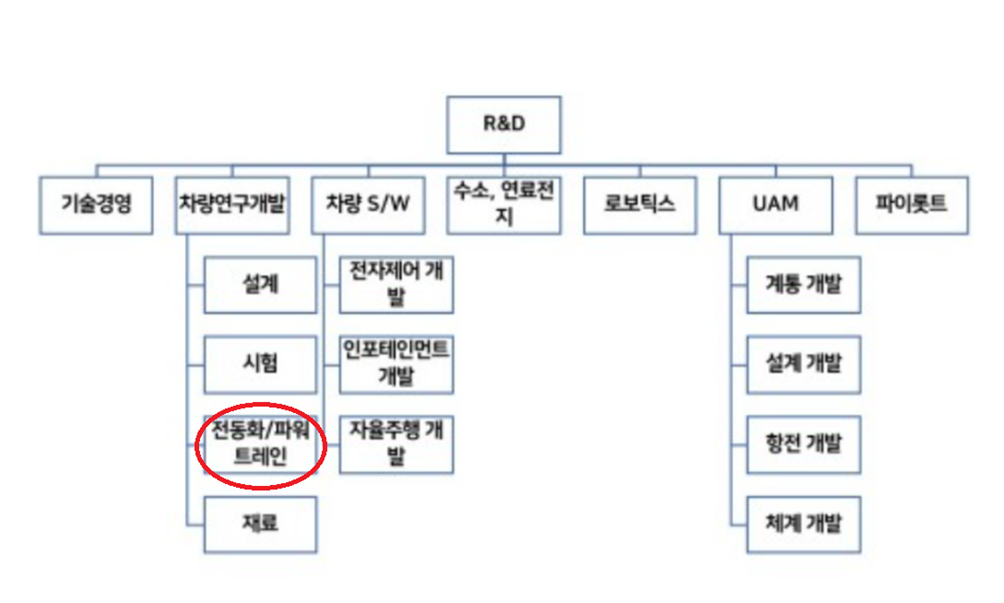 R&D
기술경영
차량연구개발
차량 S/W
수소, 연료전
지
로보틱스
UAM
파이롯트
설계
시험
전동화/파워
트레인
재료
전자제어 개
발
인포테인먼트
개발
자율주행 개
발
계통 개발
설계 개발
항전 개발
체계 개발